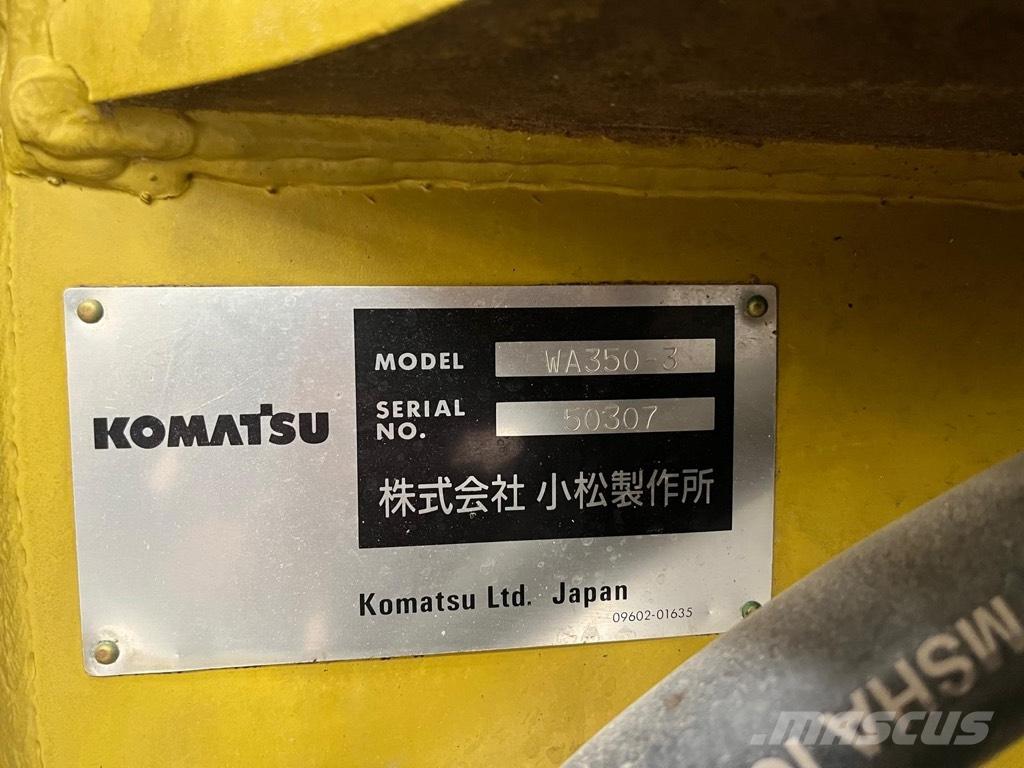 KOMATSU
MODEL WA350-3
SERIAL NO. 50307
株式会社 小松製作所
Komatsu Ltd. Japan
09602-01635
MSHA
MASCUS